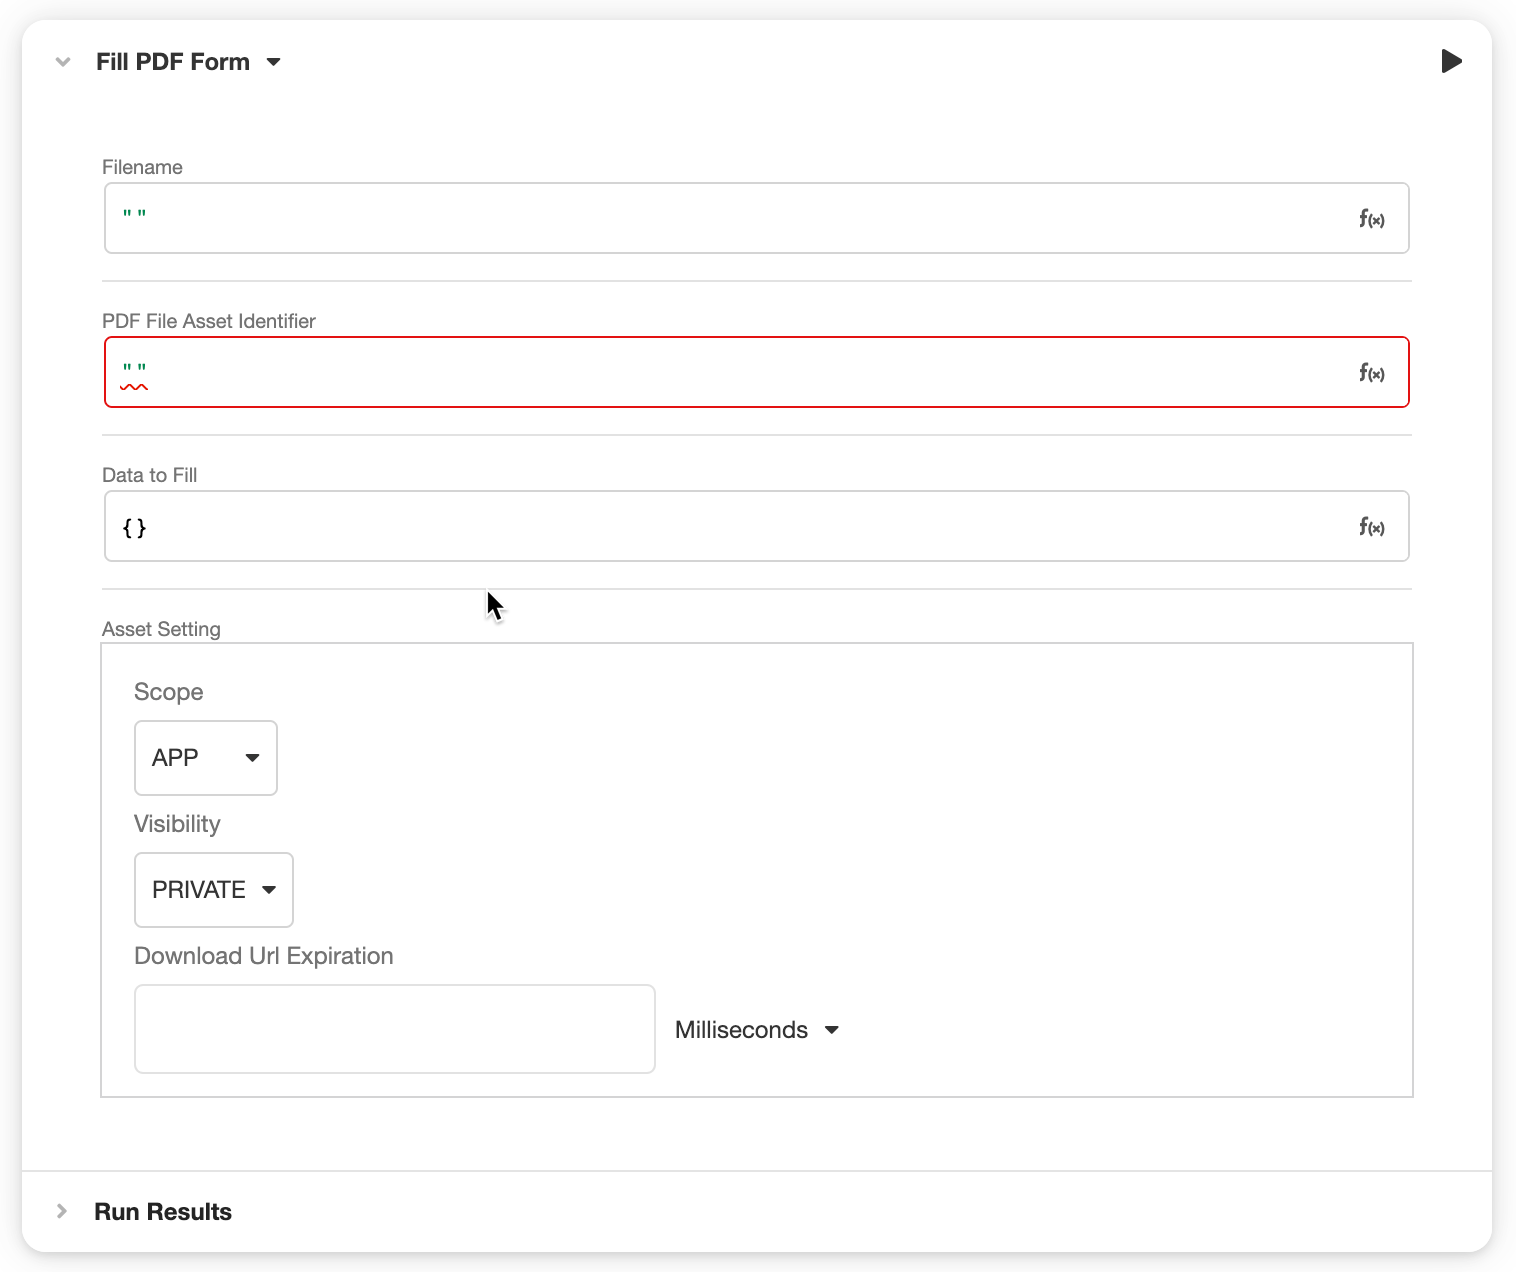 Fill PDF Form
Filename
""
f(x)
PDF File Asset Identifier
""
f(x)
Data to Fill
{}
f(x)
Asset Setting
Scope
APP
Visibility
PRIVATE
Download Url Expiration
Milliseconds
Run Results